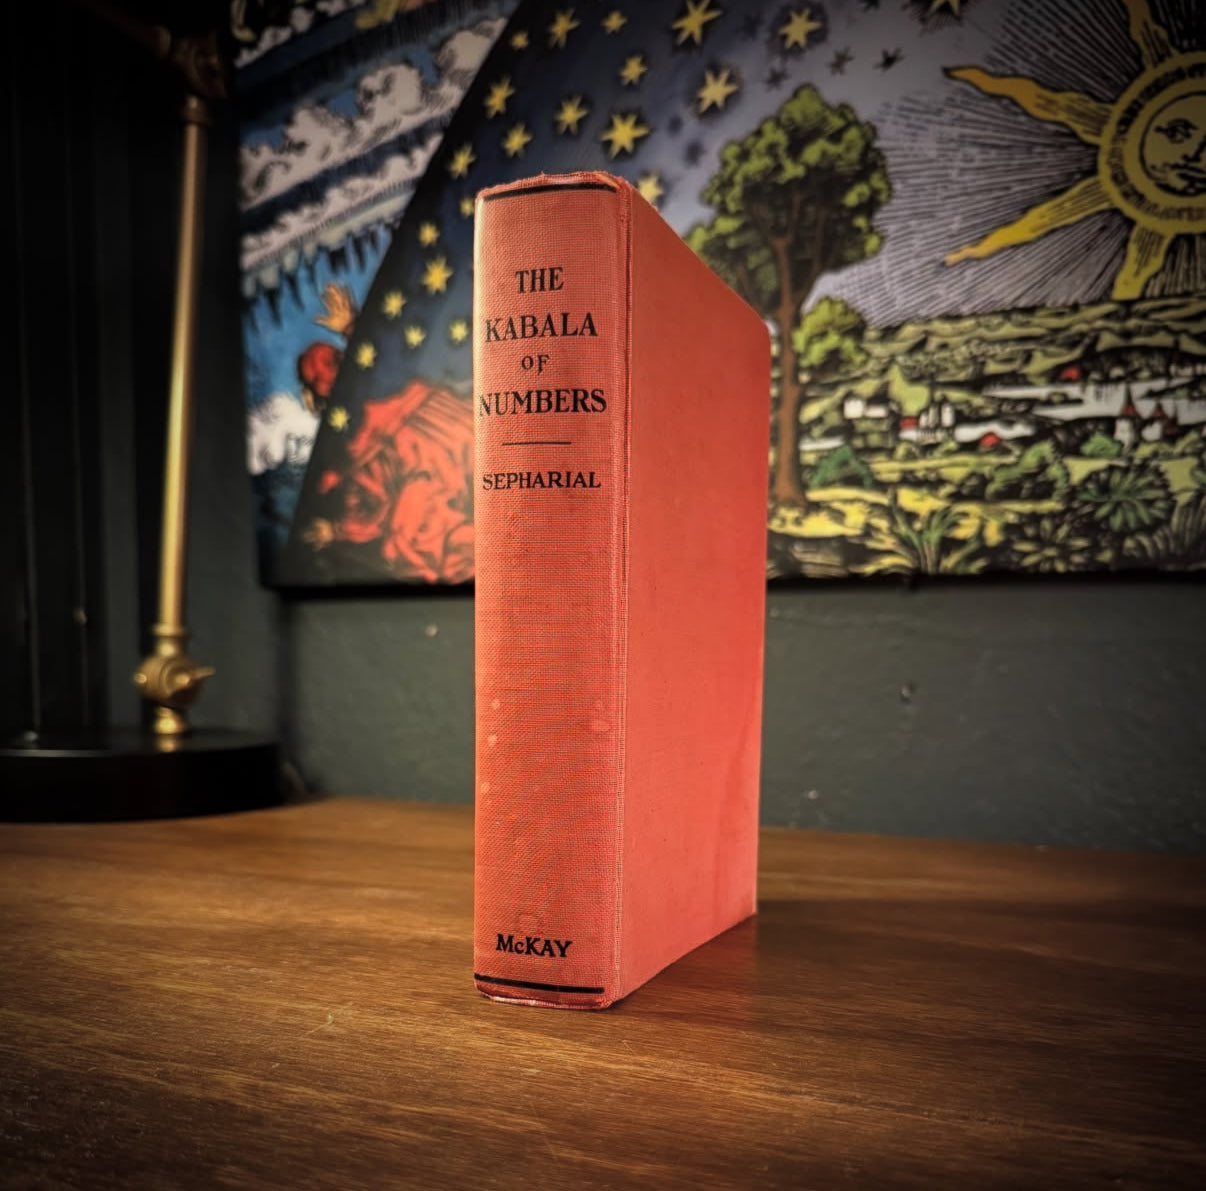 THE
KABALA
OF
NUMBERS
SEPHARIAL
McKAY